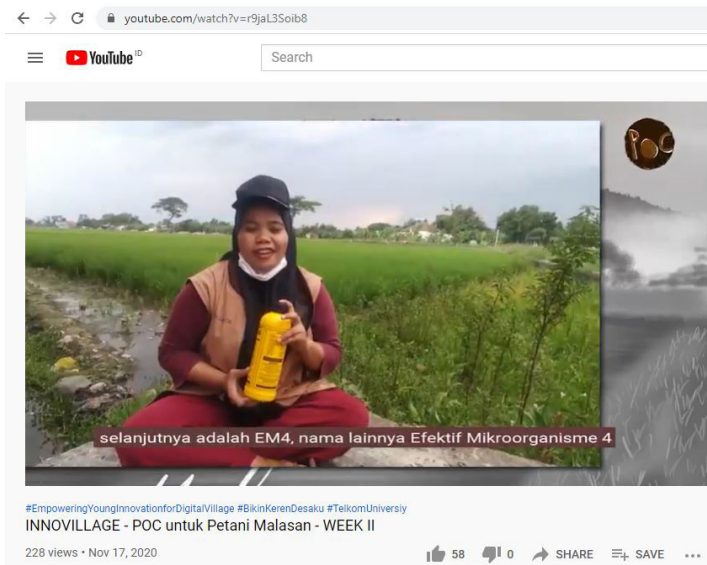 youtube.com/watch?v=r9jaL3Soib8
YouTube ID
Search
POC
selanjutnya adalah EM4, nama lainnya Efektif Mikroorganisme 4
#EmpoweringYoungInnovationforDigitalVillage #BikinKerenDesaku #TelkomUniversiy
INNOVILLAGE - POC untuk Petani Malasan - WEEK II
228 views • Nov 17, 2020
58 0 SHARE SAVE